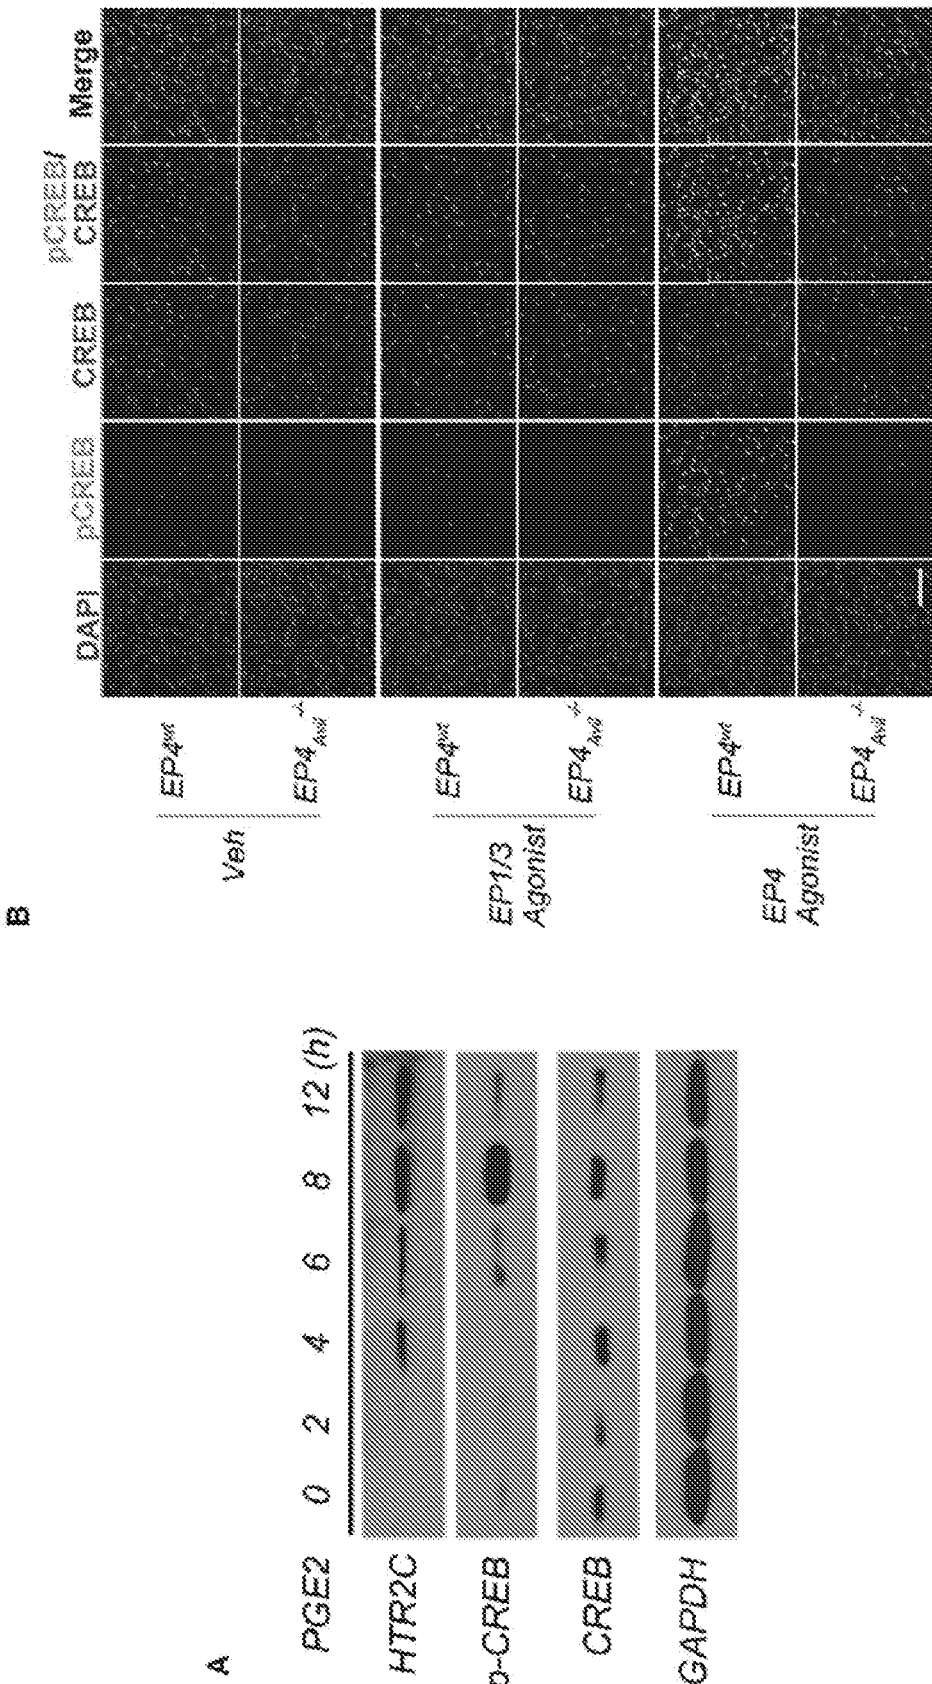 A
PGE2 0 2 4 6 8 12 (h)
HTR2C
p-CREB
CREB
GAPDH
B
DAPI pCREB CREB pCREB/ CREB Merge
Veh
EP4wt
EP4Avil-/-
EP1/3 Agonist
EP4wt
EP4Avil-/-
EP4 Agonist
EP4wt
EP4Avil-/-